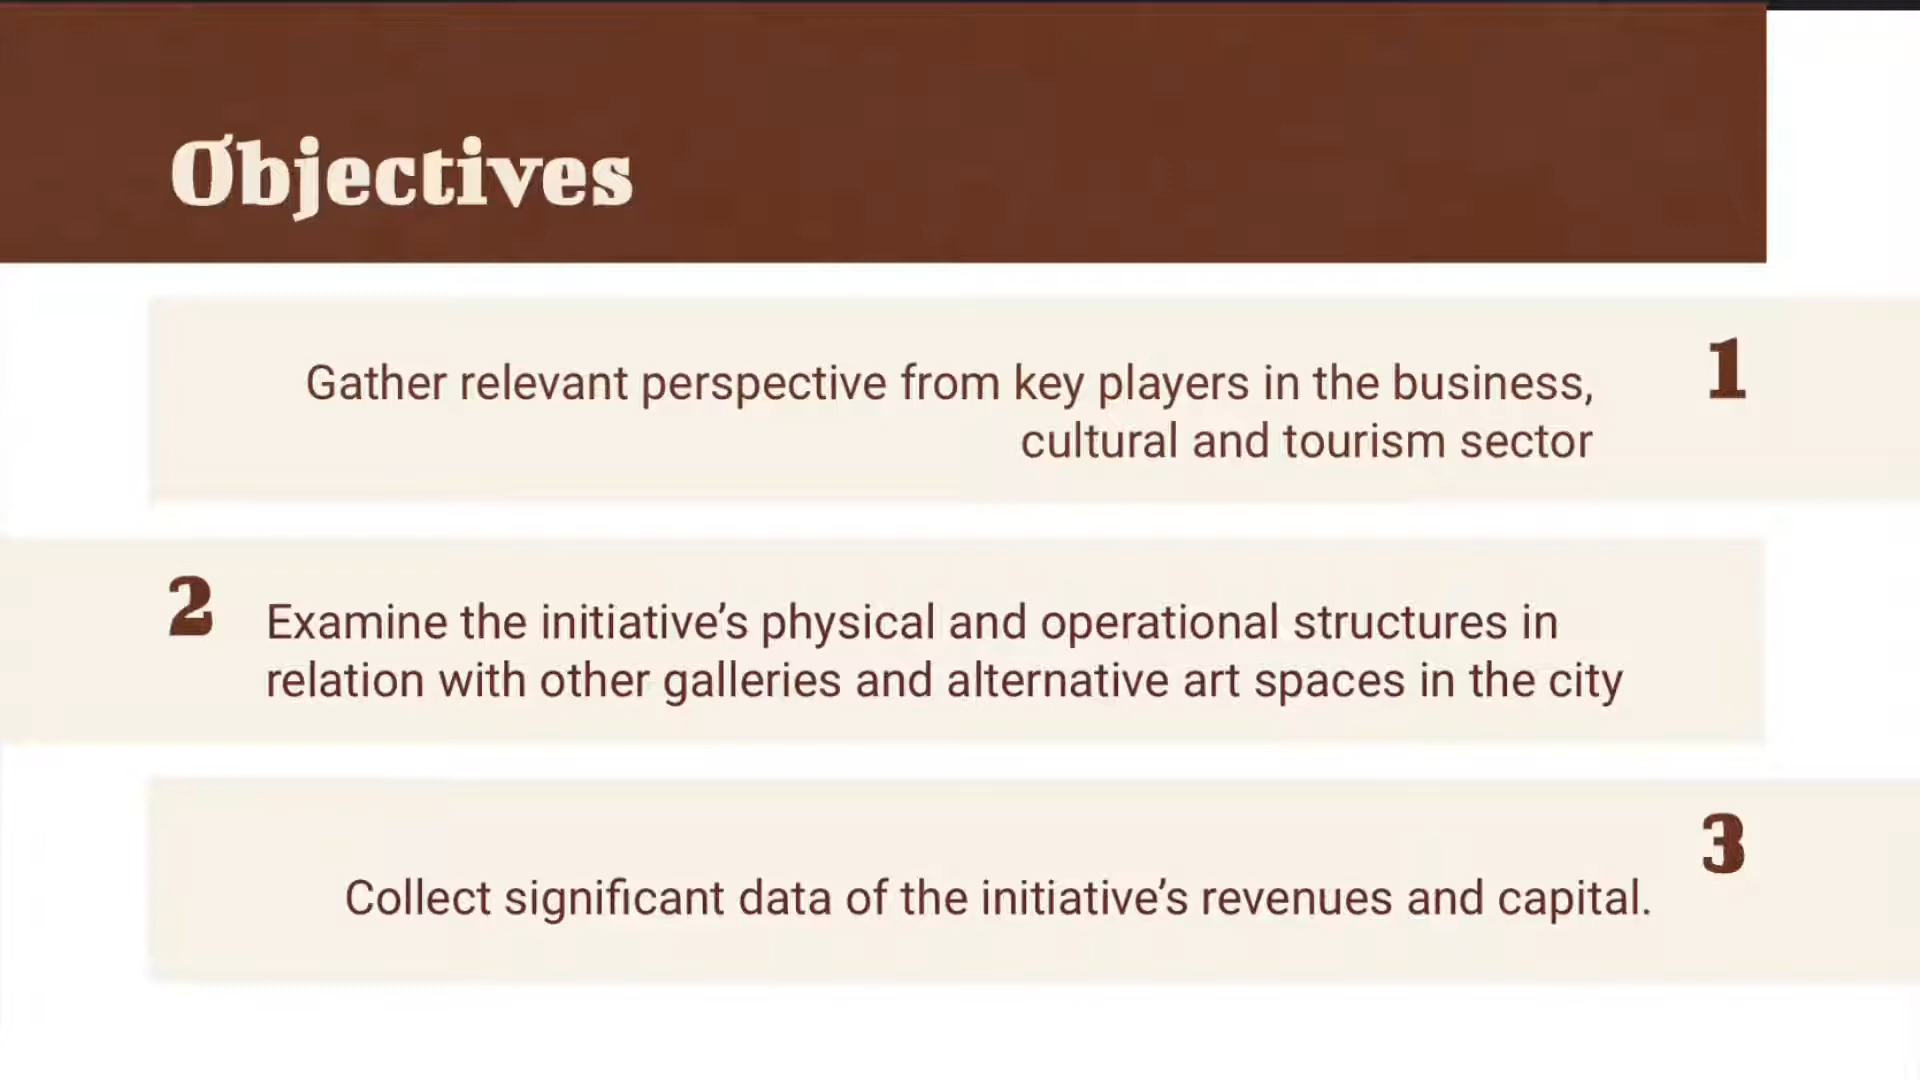 Objectives
1
Gather relevant perspective from key players in the business,
cultural and tourism sector
2
Examine the initiative’s physical and operational structures in
relation with other galleries and alternative art spaces in the city
3
Collect significant data of the initiative’s revenues and capital.